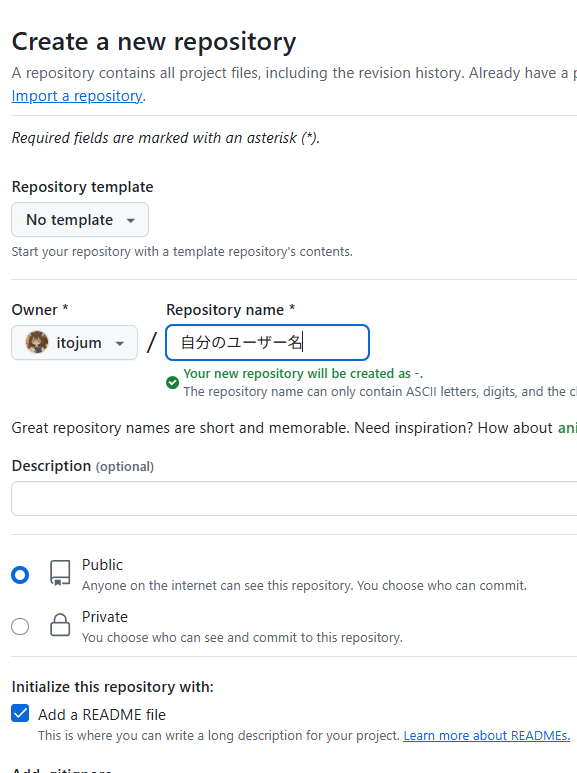 Create a new repository
A repository contains all project files, including the revision history. Already have a
Import a repository.
Required fields are marked with an asterisk (*).
Repository template
No template
Start your repository with a template repository's contents.
Owner *
Repository name *
itojum
/
自分のユーザー名
Your new repository will be created as -.
The repository name can only contain ASCII letters, digits, and the
Great repository names are short and memorable. Need inspiration? How about
Description (optional)
Public
Anyone on the internet can see this repository. You choose who can commit.
Private
You choose who can see and commit to this repository.
Initialize this repository with:
Add a README file
This is where you can write a long description for your project. Learn more about READMEs.
Add .gitignore